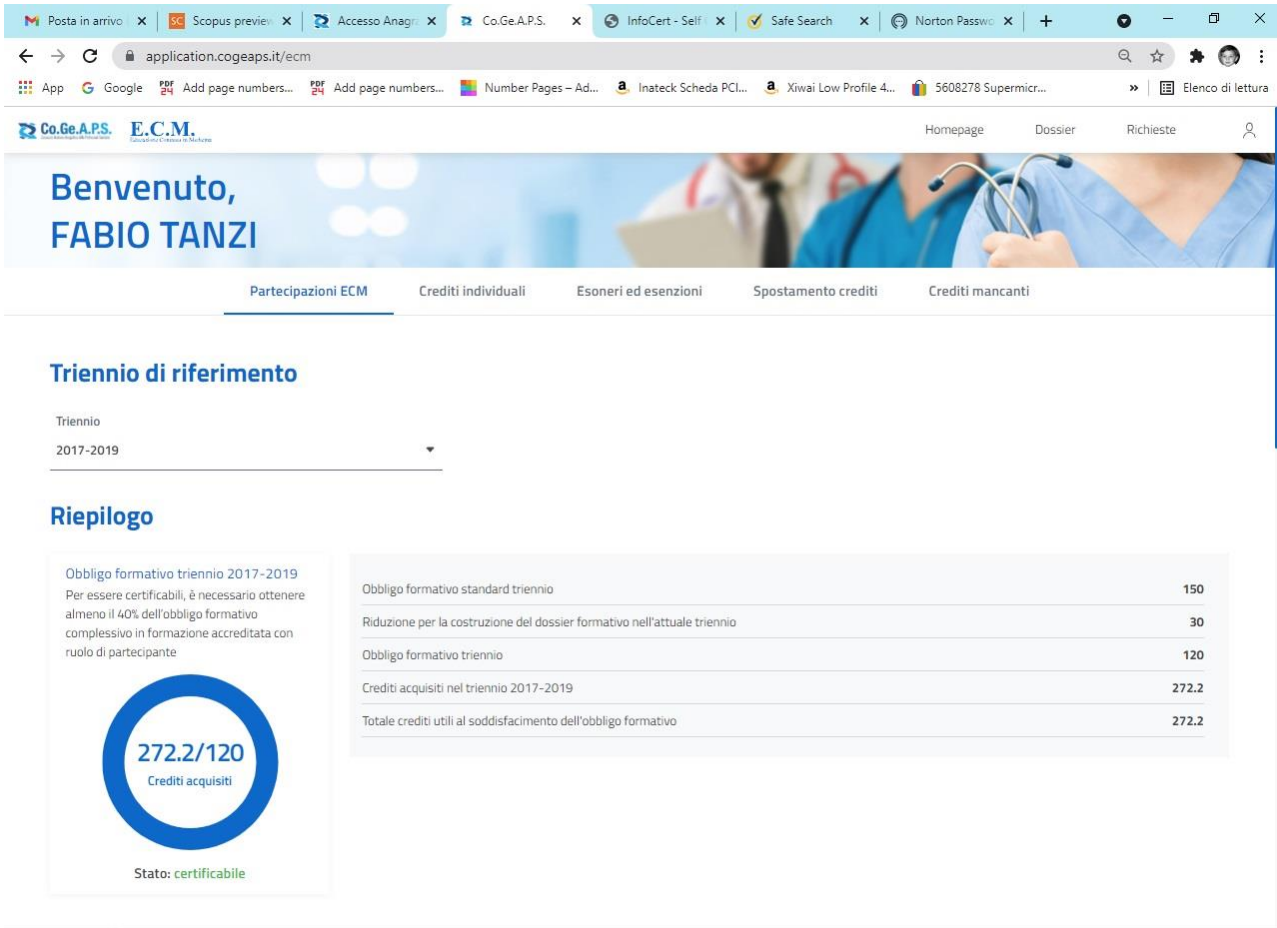 Posta in arrivo
Scopus preview
Accesso Anagr
Co.Ge.A.P.S.
InfoCert - Self
Safe Search
Norton Passwo
application.cogeaps.it/ecm
App
Google
Add page numbers...
Add page numbers...
Number Pages – Ad...
Inateck Scheda PCI...
Xiwai Low Profile 4...
5608278 Supermicr...
»
Elenco di lettura
Co.Ge.A.P.S.
E.C.M.
Educazione Continua in Medicina
Homepage
Dossier
Richieste
Benvenuto,
FABIO TANZI
Partecipazioni ECM
Crediti individuali
Esoneri ed esenzioni
Spostamento crediti
Crediti mancanti
Triennio di riferimento
Triennio
2017-2019
Riepilogo
Obbligo formativo triennio 2017-2019
Per essere certificabili, è necessario ottenere
almeno il 40% dell'obbligo formativo
complessivo in formazione accreditata con
ruolo di partecipante
272.2/120
Crediti acquisiti
Stato: certificabile
Obbligo formativo standard triennio 150
Riduzione per la costruzione del dossier formativo nell'attuale triennio 30
Obbligo formativo triennio 120
Crediti acquisiti nel triennio 2017-2019 272.2
Totale crediti utili al soddisfacimento dell'obbligo formativo 272.2